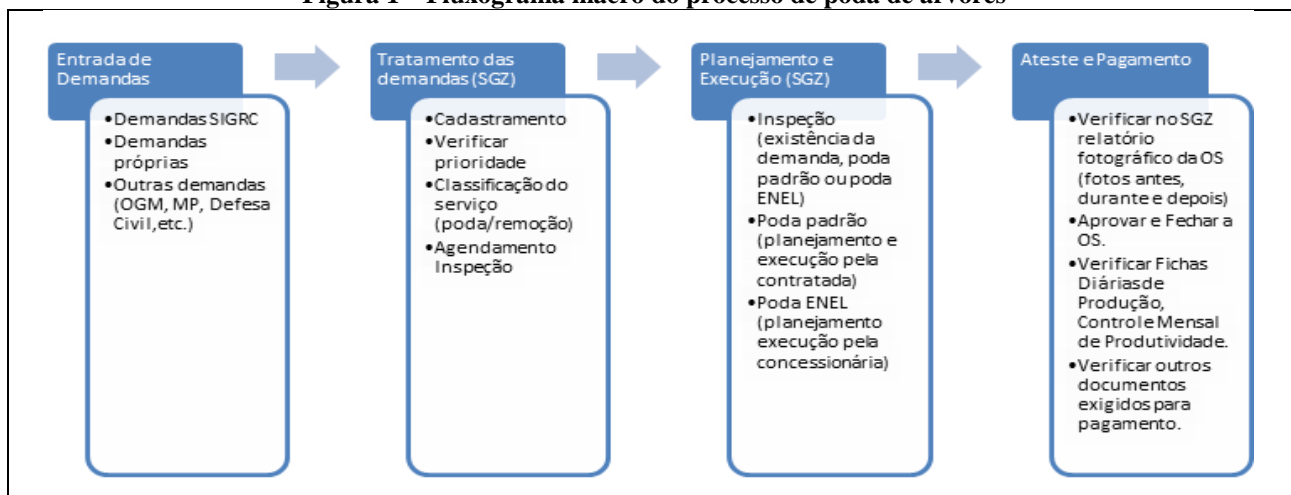 Figura 1 – Fluxograma macro do processo de poda de árvores
Entrada de
Demandas
•Demandas SIGRC
•Demandas
próprias
•Outras demandas
(OGM, MP, Defesa
Civil,etc.)
Tratamento das
demandas (SGZ)
•Cadastramento
•Verificar
prioridade
•Classificação do
serviço
(poda/remoção)
•Agendamento
Inspeção
Planejamento e
Execução (SGZ)
•Inspeção
(existência da
demanda, poda
padrão ou poda
ENEL)
•Poda padrão
(planejamento e
execução pela
contratada)
•Poda ENEL
(planejamento
execução pela
concessionária)
Ateste e Pagamento
•Verificar no SGZ
relatório
fotográfico da OS
(fotos antes,
durante e depois)
•Aprovar e Fechar a
OS.
•Verificar Fichas
Diárias de
Produção,
Controle Mensal
de Produtividade.
•Verificar outros
documentos
exigidos para
pagamento.